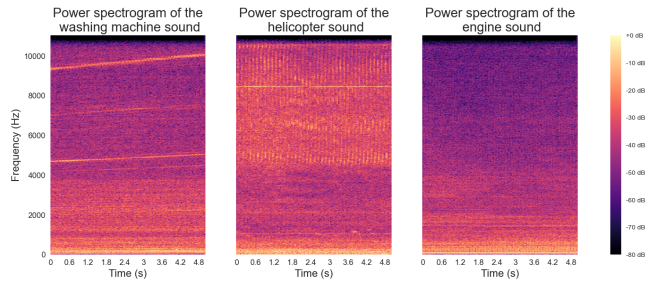 Power spectrogram of the
washing machine sound
Power spectrogram of the
helicopter sound
Power spectrogram of the
engine sound
Frequency (Hz)
10000
8000
6000
4000
2000
0
0 0.6 1.2 1.8 2.4 3 3.6 4.2 4.8
Time (s)
0 0.6 1.2 1.8 2.4 3 3.6 4.2 4.8
Time (s)
0 0.6 1.2 1.8 2.4 3 3.6 4.2 4.8
Time (s)
+0 dB
-10 dB
-20 dB
-30 dB
-40 dB
-50 dB
-60 dB
-70 dB
-80 dB